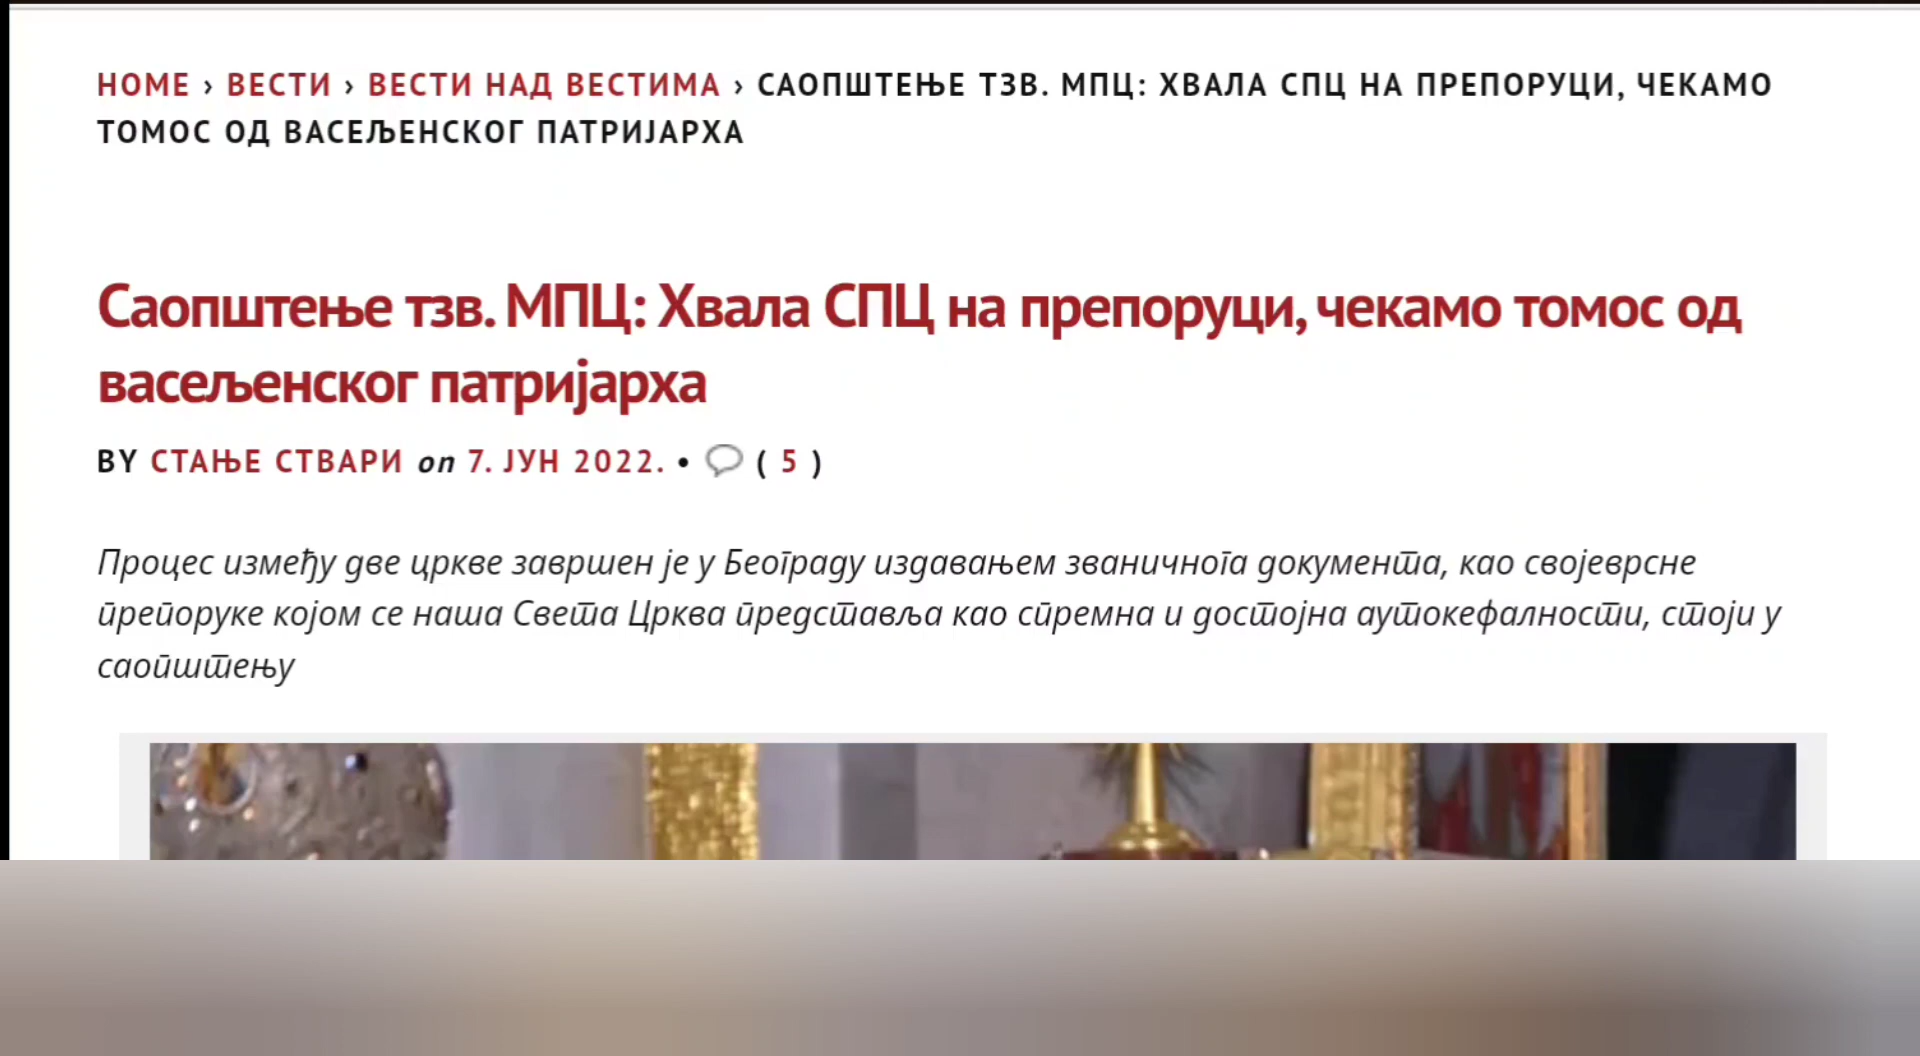 HOME › ВЕСТИ › ВЕСТИ НАД ВЕСТИМА › САОПШТЕЊЕ ТЗВ. МПЦ: ХВАЛА СПЦ НА ПРЕПОРУЦИ, ЧЕКАМО
ТОМОС ОД ВАСЕЉЕНСКОГ ПАТРИЈАРХА
Саопштење тзв. МПЦ: Хвала СПЦ на препоруци, чекамо томос од
васељенског патријарха
BY СТАЊЕ СТВАРИ on 7. ЈУН 2022. • ( 5 )
Процес између две цркве завршен је у Београду издавањем званичнога документа, као својеврсне
препоруке којом се наша Света Црква представља као спремна и достојна аутокефалности, стоји у
саопштењу